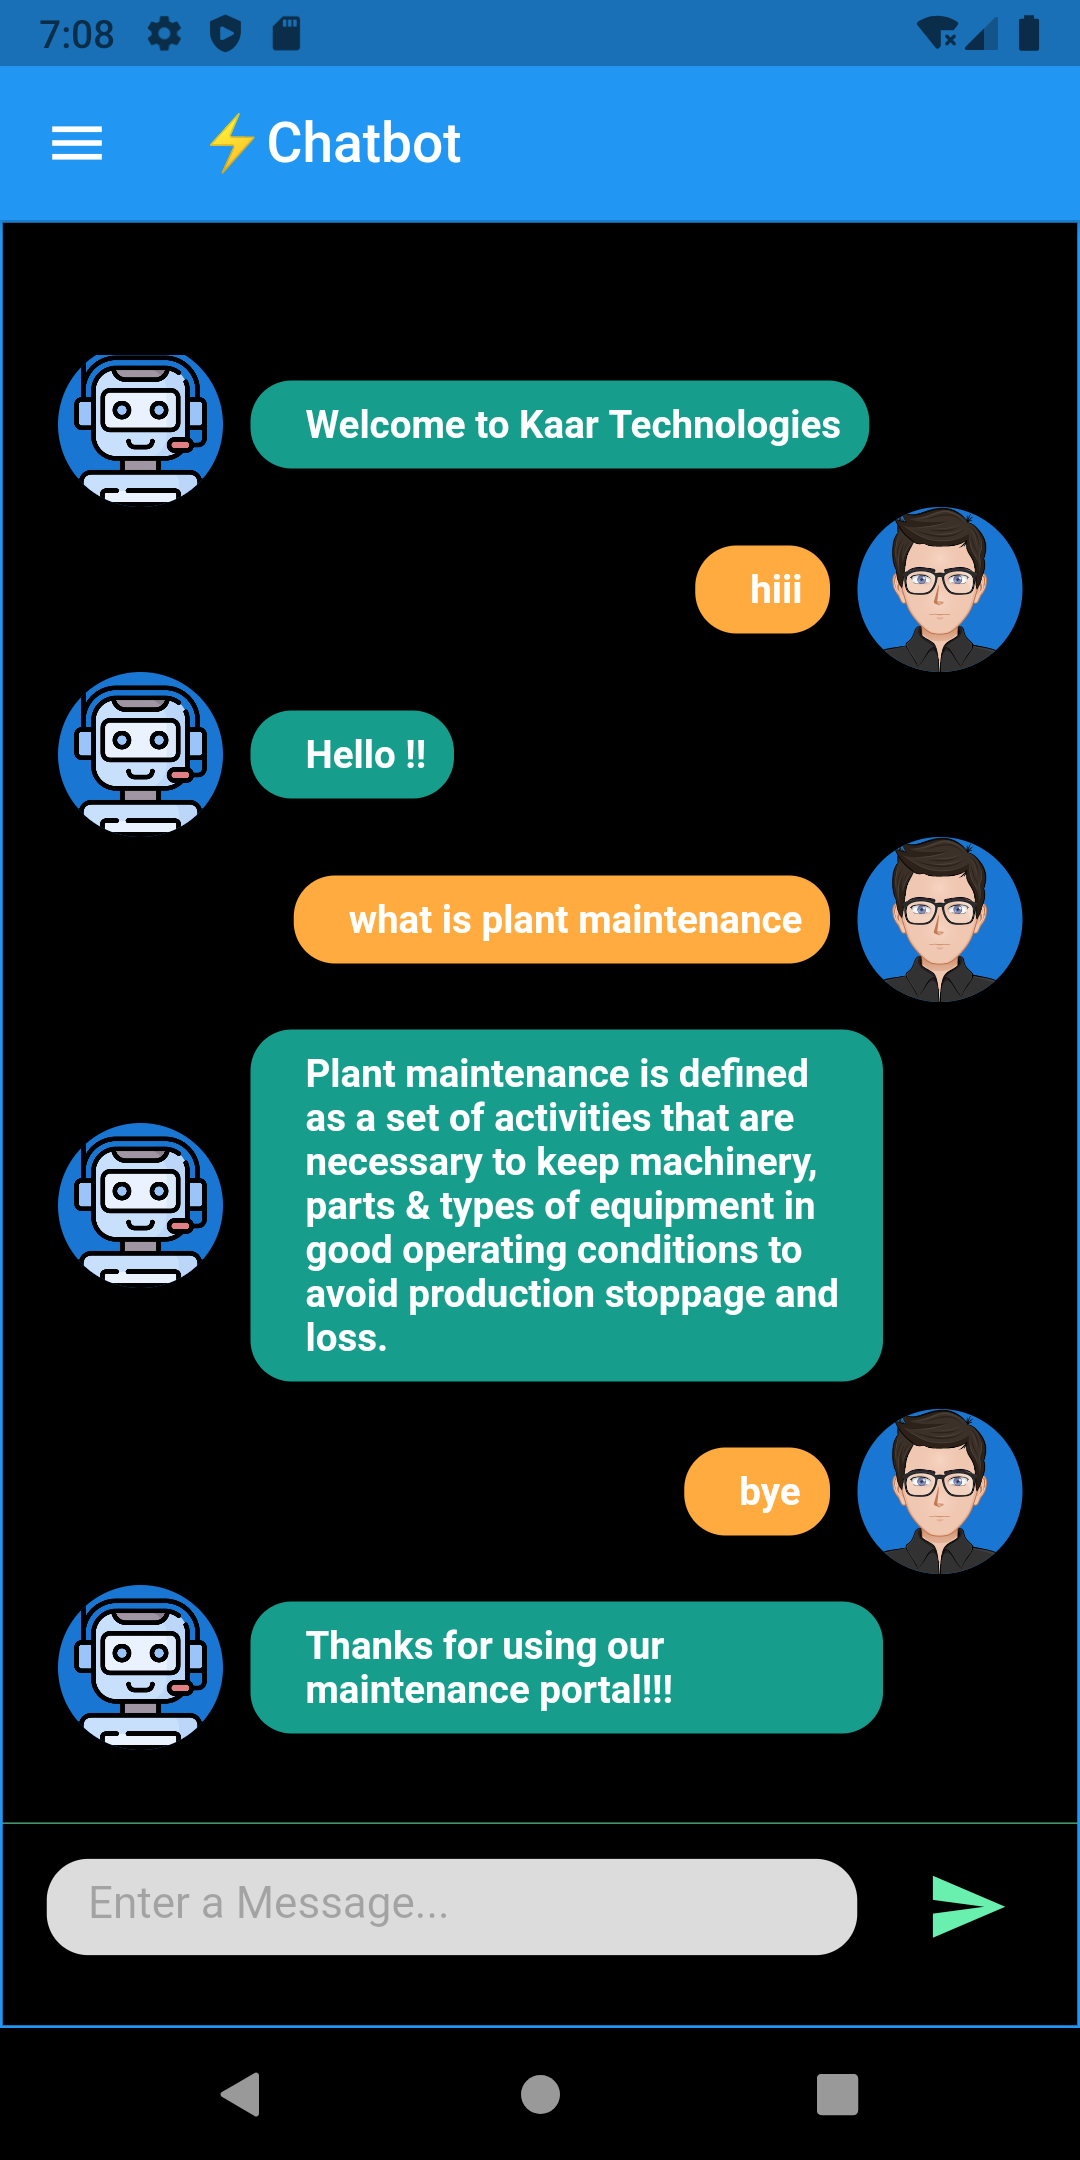 7:08
⚡Chatbot
Welcome to Kaar Technologies
hiii
Hello !!
what is plant maintenance
Plant maintenance is defined
as a set of activities that are
necessary to keep machinery,
parts & types of equipment in
good operating conditions to
avoid production stoppage and
loss.
bye
Thanks for using our
maintenance portal!!!
Enter a Message...